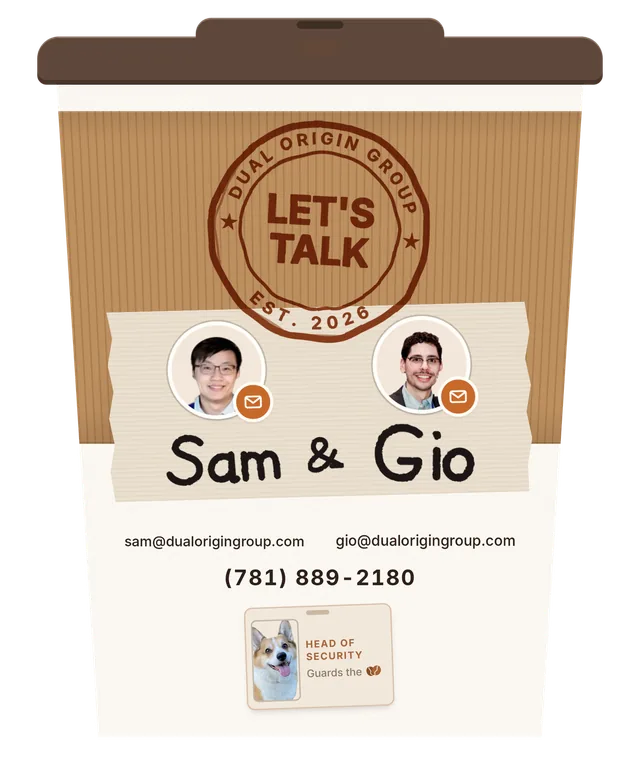 DUAL ORIGIN GROUP
LET'S
TALK
EST. 2026
Sam & Gio
sam@dualorigingroup.com gio@dualorigingroup.com
(781) 889-2180
HEAD OF
SECURITY
Guards the